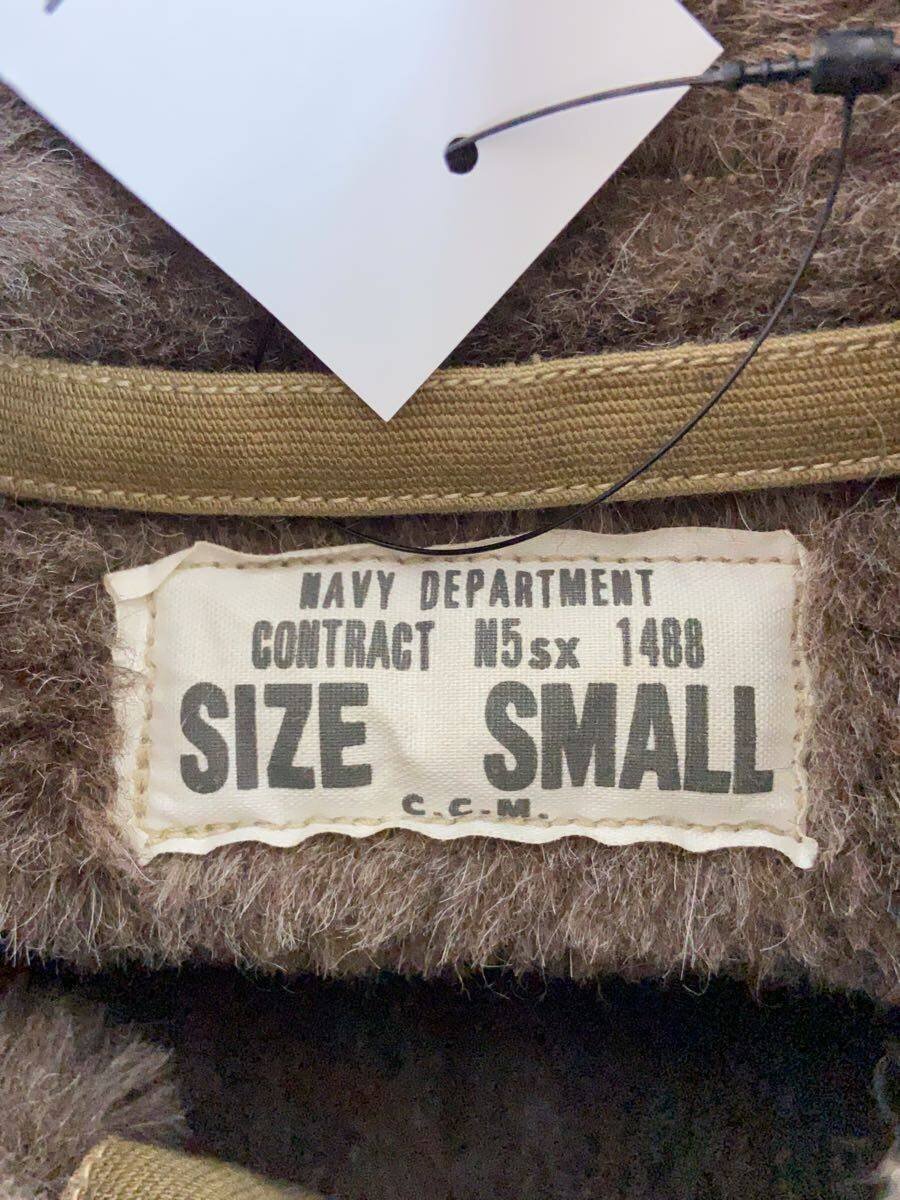 NAVY DEPARTMENT
CONTRACT N5sx 1488
SIZE SMALL
C.C.M.